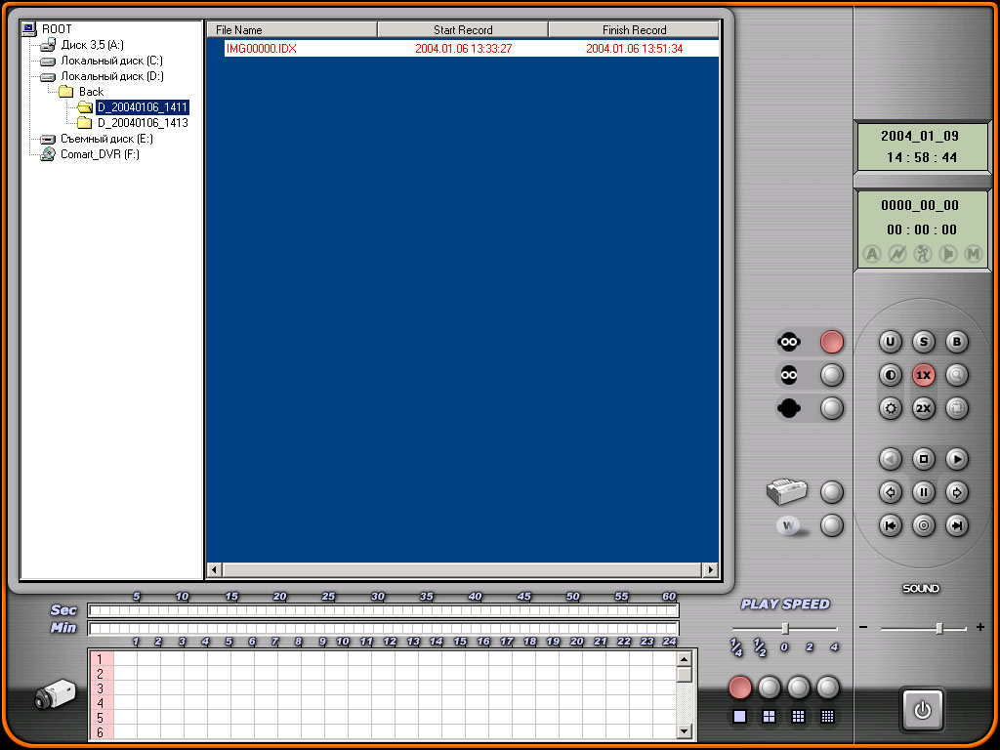 ROOT
Диск 3,5 (A:)
Локальный диск (C:)
Локальный диск (D:)
Back
D_20040106_1411
D_20040106_1413
Съемный диск (E:)
Comart_DVR (F:)
File Name Start Record Finish Record
IMG00000.IDX 2004.01.06 13:33:27 2004.01.06 13:51:34
2004_01_09
14 : 58 : 44
0000_00_00
00 : 00 : 00
A M
U S B
1X
2X
W
SOUND
- +
PLAY SPEED
1/4 1/2 0 2 4
5 10 15 20 25 30 35 40 45 50 55 60
Sec
Min
1 2 3 4 5 6 7 8 9 10 11 12 13 14 15 16 17 18 19 20 21 22 23 24
1
2
3
4
5
6